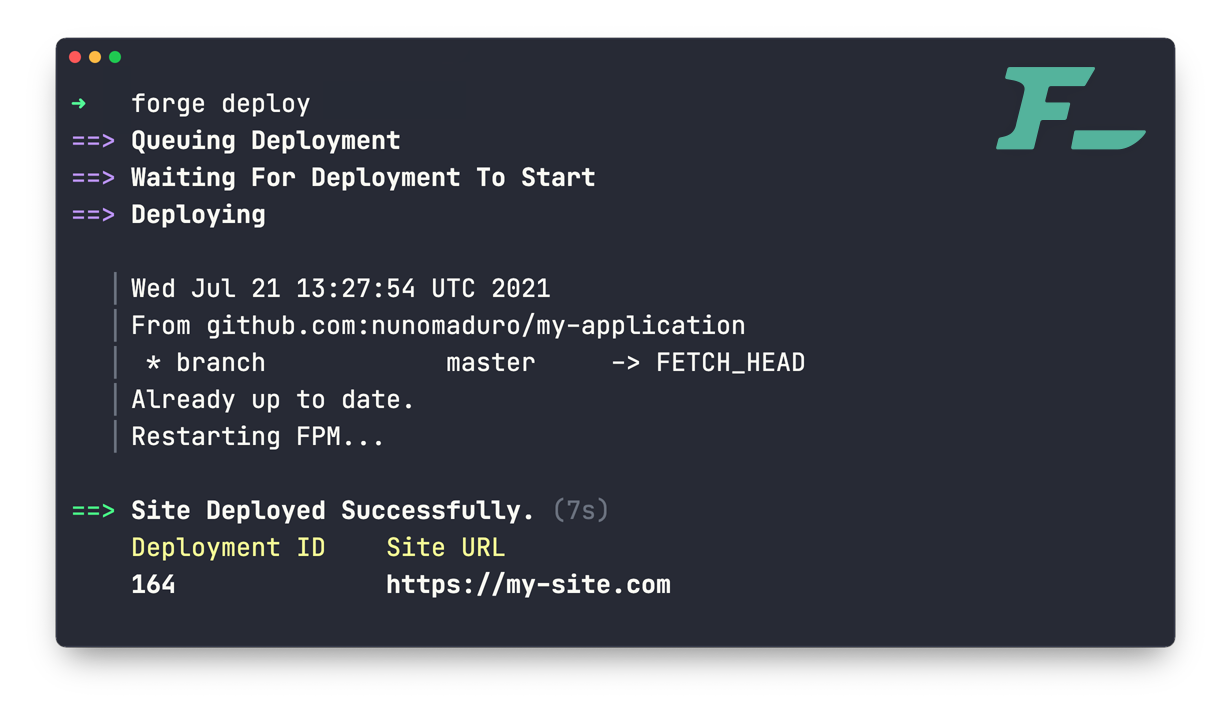 ➜ forge deploy
==> Queuing Deployment
==> Waiting For Deployment To Start
==> Deploying
Wed Jul 21 13:27:54 UTC 2021
From github.com:nunomaduro/my-application
* branch master -> FETCH_HEAD
Already up to date.
Restarting FPM...
==> Site Deployed Successfully. (7s)
Deployment ID Site URL
164 https://my-site.com
F_